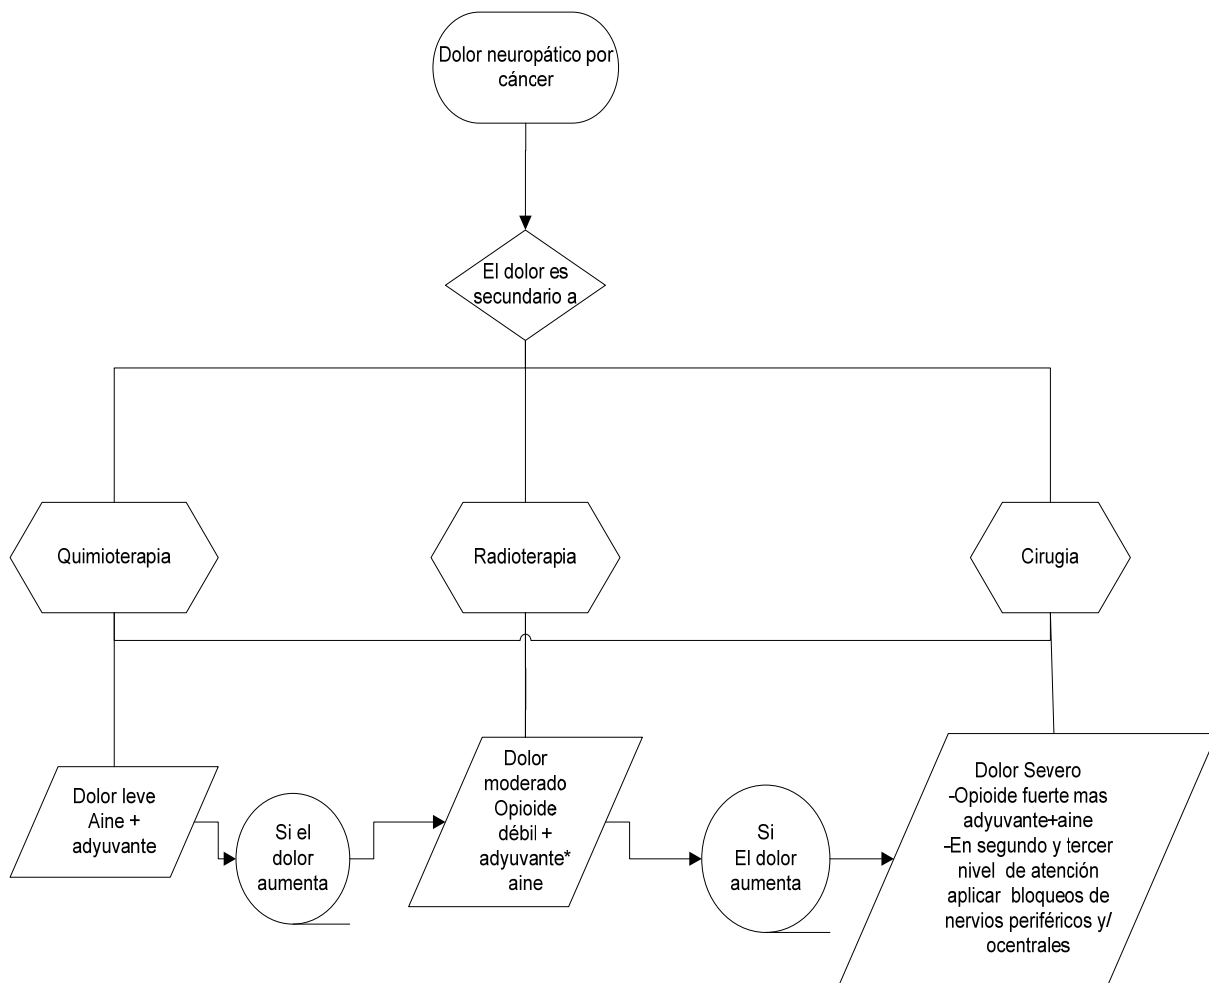 Dolor neuropático por
cáncer
El dolor es
secundario a
Quimioterapia
Radioterapia
Cirugia
Dolor leve
Aine +
adyuvante
Si el
dolor
aumenta
Dolor
moderado
Opioide
débil +
adyuvante*
aine
Si
El dolor
aumenta
Dolor Severo
-Opioide fuerte mas
adyuvante+aine
-En segundo y tercer
nivel de atención
aplicar bloqueos de
nervios periféricos y/
ocentrales